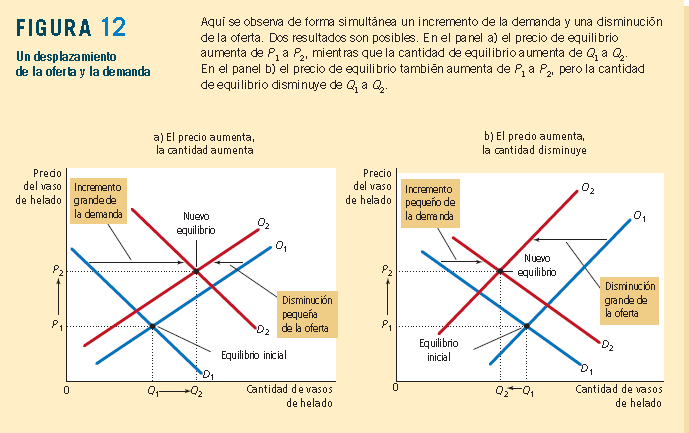 FIGURA 12
Un desplazamiento
de la oferta y la demanda
Aquí se observa de forma simultánea un incremento de la demanda y una disminución
de la oferta. Dos resultados son posibles. En el panel a) el precio de equilibrio
aumenta de P1 a P2, mientras que la cantidad de equilibrio aumenta de Q1 a Q2.
En el panel b) el precio de equilibrio también aumenta de P1 a P2, pero la cantidad
de equilibrio disminuye de Q1 a Q2.
a) El precio aumenta,
la cantidad aumenta
Precio
del vaso
de helado
Incremento
grande de
la demanda
Nuevo
equilibrio
O2
O1
P2
P1
Disminución
pequeña
de la oferta
D2
Equilibrio inicial
D1
0
Q1
Q2
Cantidad de vasos
de helado
b) El precio aumenta,
la cantidad disminuye
Precio
del vaso
de helado
Incremento
pequeño de
la demanda
O2
O1
Nuevo
equilibrio
P2
P1
Disminución
grande de
la oferta
Equilibrio
inicial
D2
D1
0
Q2
Q1
Cantidad de vasos
de helado